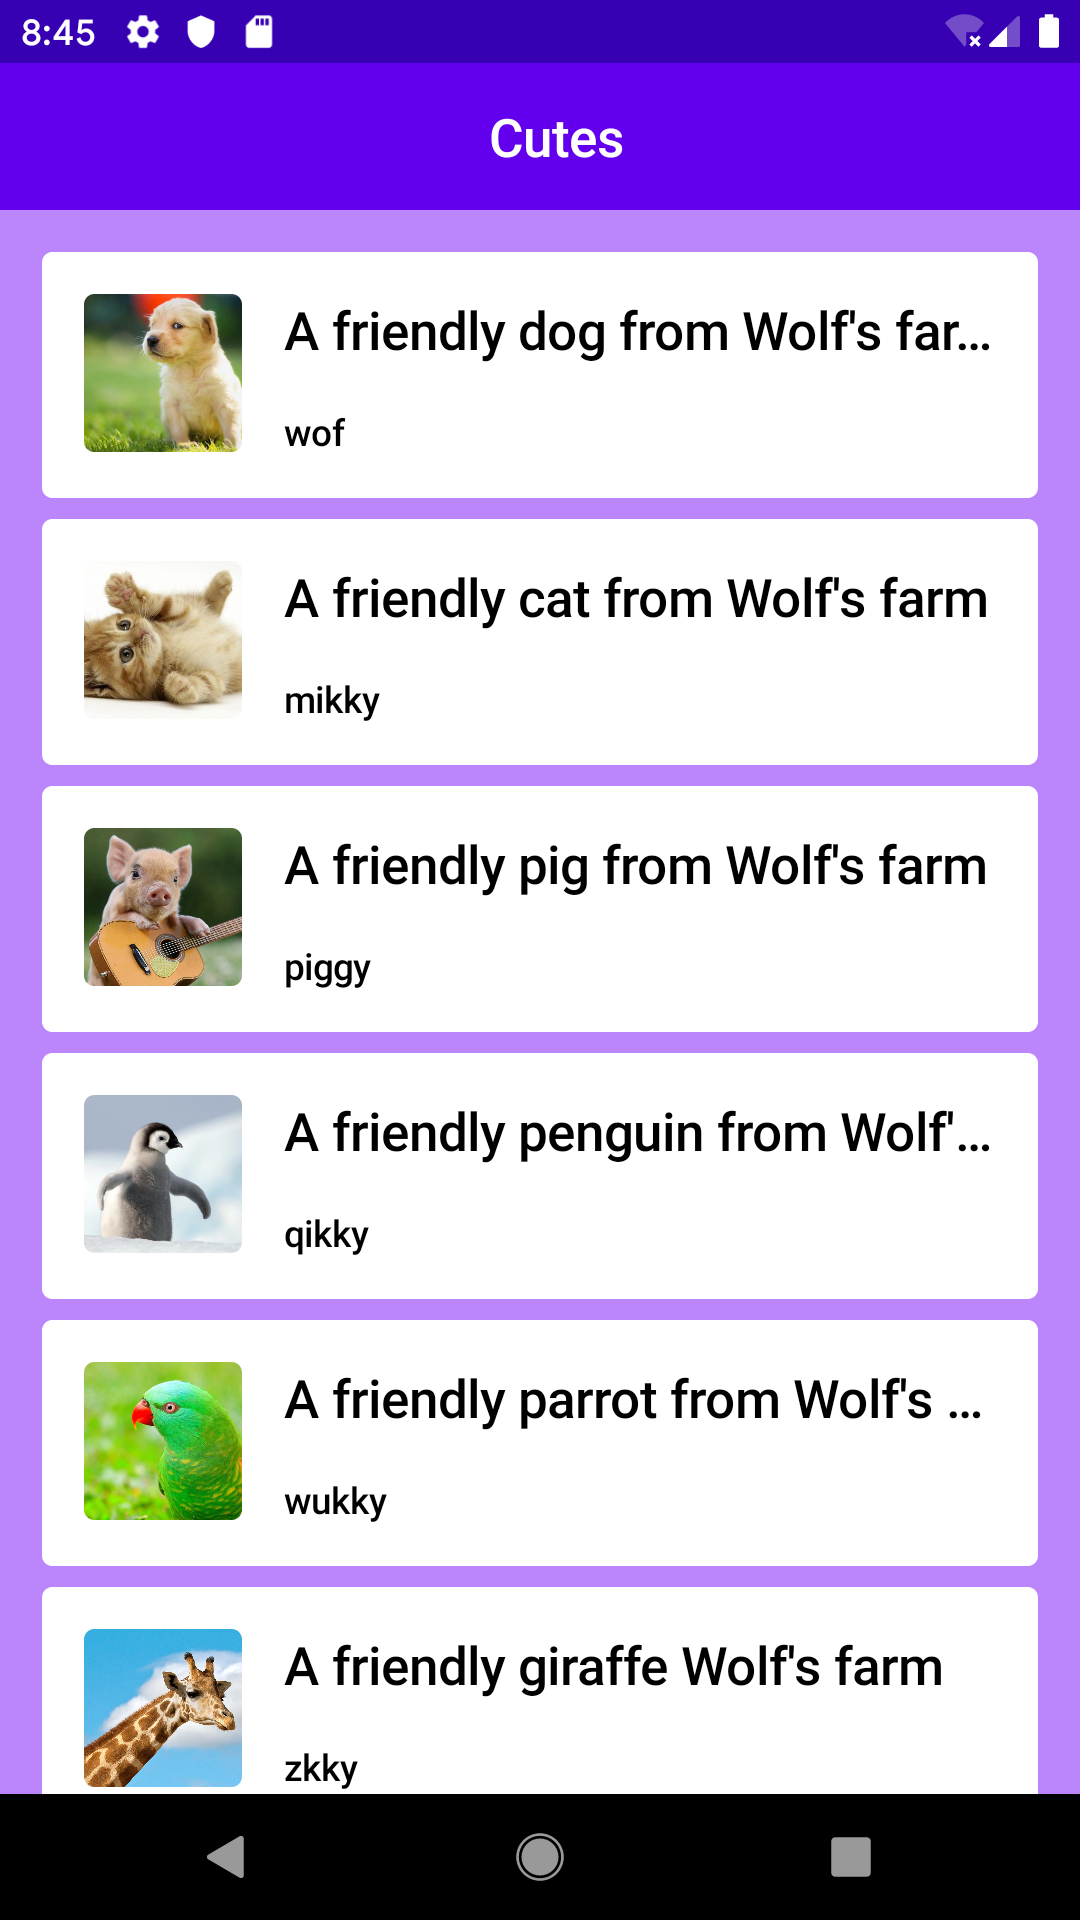 8:45
Cutes
A friendly dog from Wolf's far...
wof
A friendly cat from Wolf's farm
mikky
A friendly pig from Wolf's farm
piggy
A friendly penguin from Wolf'...
qikky
A friendly parrot from Wolf's ...
wukky
A friendly giraffe Wolf's farm
zkky